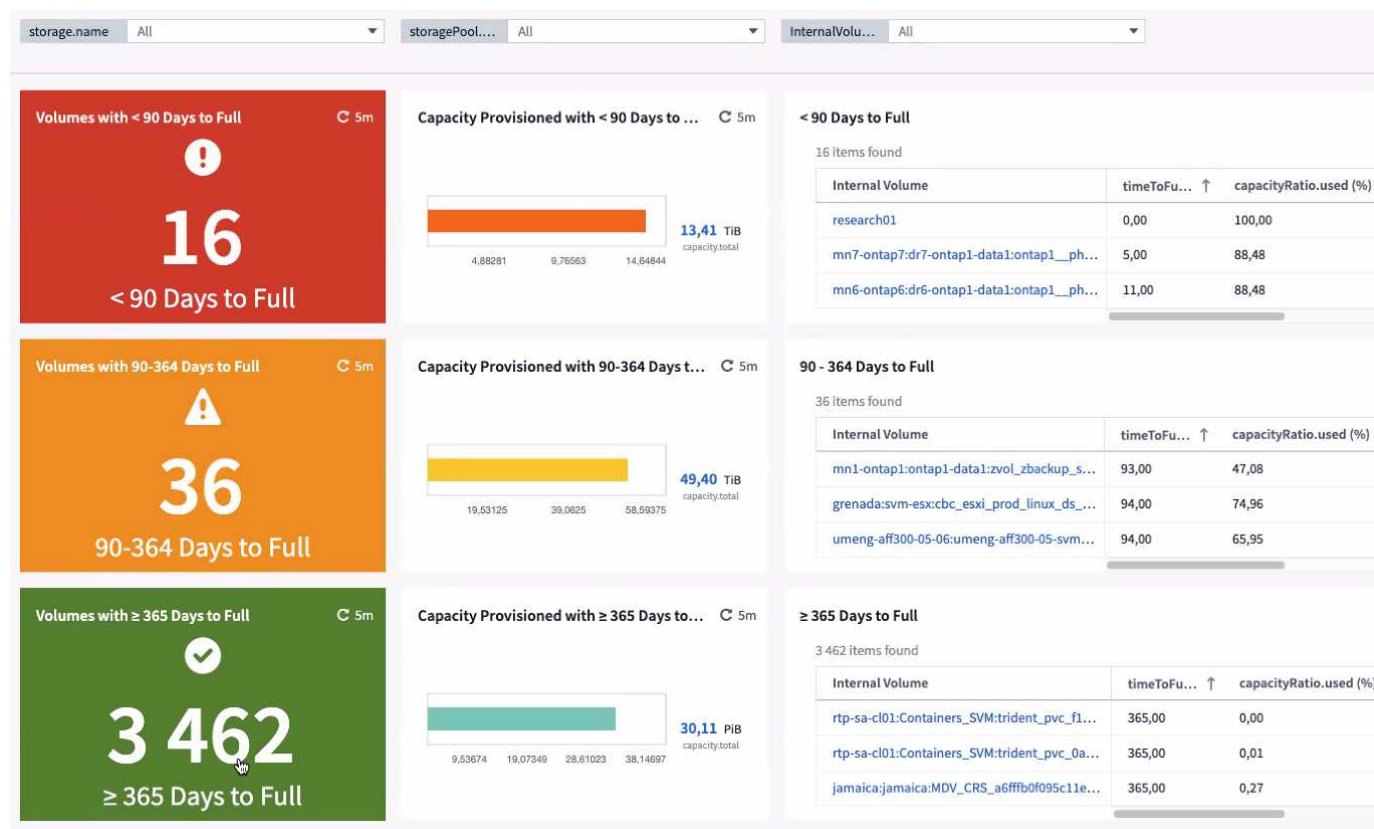 storage.name All storagePool.... All InternalVolu... All
Volumes with < 90 Days to Full 5m
16
< 90 Days to Full
Capacity Provisioned with < 90 Days to ... 5m
13,41 TiB
capacity.total
4,88281 9,76563 14,64844
< 90 Days to Full
16 items found
Internal Volume timeToFu... ↑ capacityRatio.used (%)
research01 0,00 100,00
mn7-ontap7:dr7-ontap1-data1:ontap1__ph... 5,00 88,48
mn6-ontap6:dr6-ontap1-data1:ontap1__ph... 11,00 88,48
Volumes with 90-364 Days to Full 5m
36
90-364 Days to Full
Capacity Provisioned with 90-364 Days t... 5m
49,40 TiB
capacity.total
19,53125 39,0625 58,59375
90 - 364 Days to Full
36 items found
Internal Volume timeToFu... ↑ capacityRatio.used (%)
mn1-ontap1:ontap1-data1:zvol_zbackup_s... 93,00 47,08
grenada:svm-esx:cbc_esxi_prod_linux_ds_... 94,00 74,96
umeng-aff300-05-06:umeng-aff300-05-svm... 94,00 65,95
Volumes with ≥ 365 Days to Full 5m
3 462
≥ 365 Days to Full
Capacity Provisioned with ≥ 365 Days to... 5m
30,11 PiB
capacity.total
9,53674 19,07349 28,61023 38,14697
≥ 365 Days to Full
3 462 items found
Internal Volume timeToFu... ↑ capacityRatio.used (%)
rtp-sa-cl01:Containers_SVM:trident_pvc_f1... 365,00 0,00
rtp-sa-cl01:Containers_SVM:trident_pvc_0a... 365,00 0,01
jamaica:jamaica:MDV_CRS_a6fffb0f095c11e... 365,00 0,27